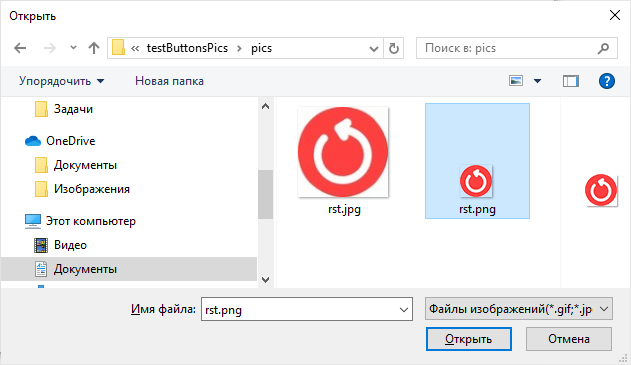 Открыть
« testButtonsPics › pics
Поиск в: pics
Упорядочить
Новая папка
?
Задачи
OneDrive
Документы
Изображения
Этот компьютер
Видео
Документы
rst.jpg
rst.png
Имя файла:
rst.png
Файлы изображений(*.gif;*.jp
Открыть
Отмена